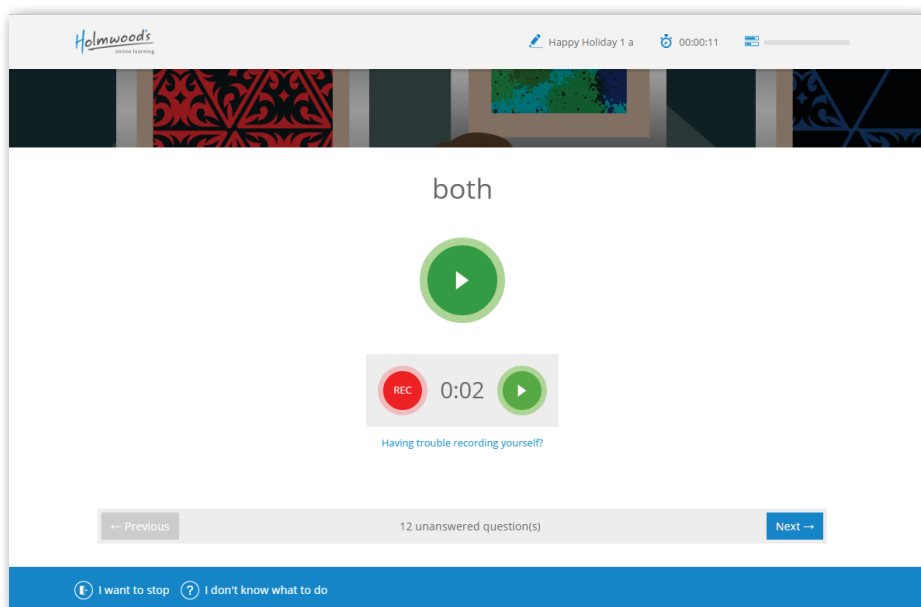 Holmwood's
online learning
Happy Holiday 1 a 00:00:11
both
REC 0:02
Having trouble recording yourself?
← Previous 12 unanswered question(s) Next →
I want to stop ? I don't know what to do